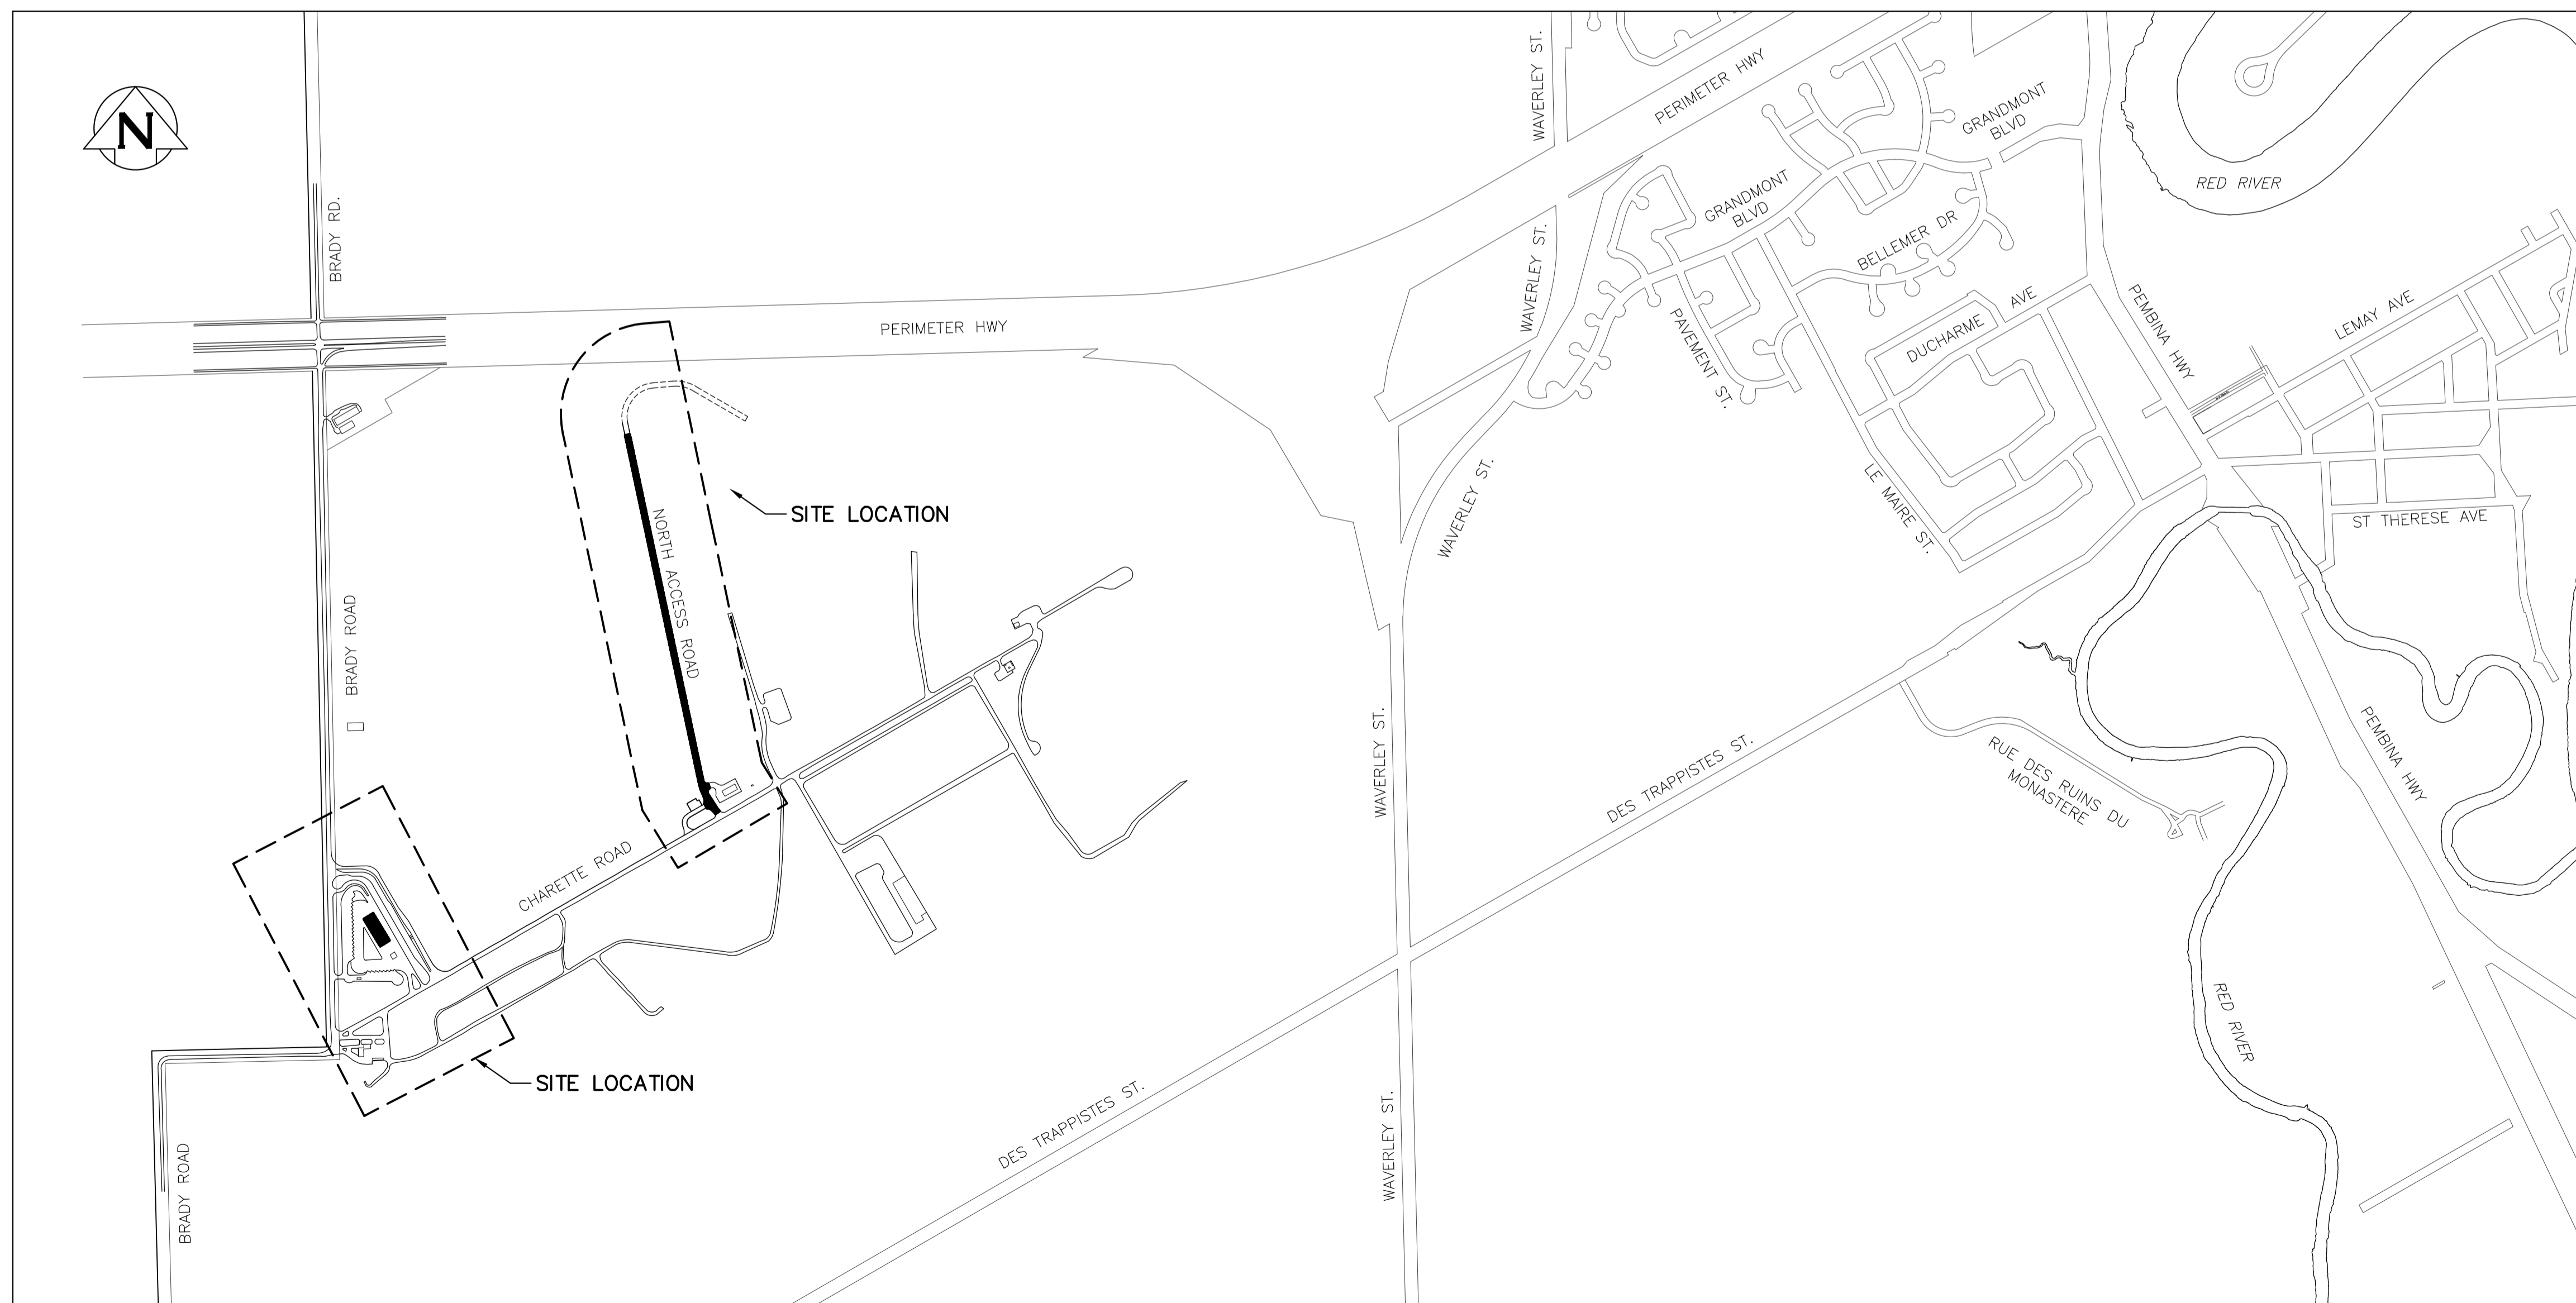 N
BRADY RD.
WAVERLEY ST.
PERIMETER HWY
GRANDMONT
BLVD
RED RIVER
GRANDMONT
BLVD
BELLEMER DR
WAVERLEY ST.
PERIMETER HWY
PAVEMENT ST.
DUCHARME AVE
PEMBINA HWY
LEMAY AVE
SITE LOCATION
NORTH ACCESS ROAD
WAVERLEY ST.
LE MAIRE ST.
ST THERESE AVE
BRADY ROAD
WAVERLEY ST.
DES TRAPPISTES ST.
RUE DES RUINS DU
MONASTERE
PEMBINA HWY
CHARETTE ROAD
RED RIVER
SITE LOCATION
DES TRAPPISTES ST.
WAVERLEY ST.
BRADY ROAD